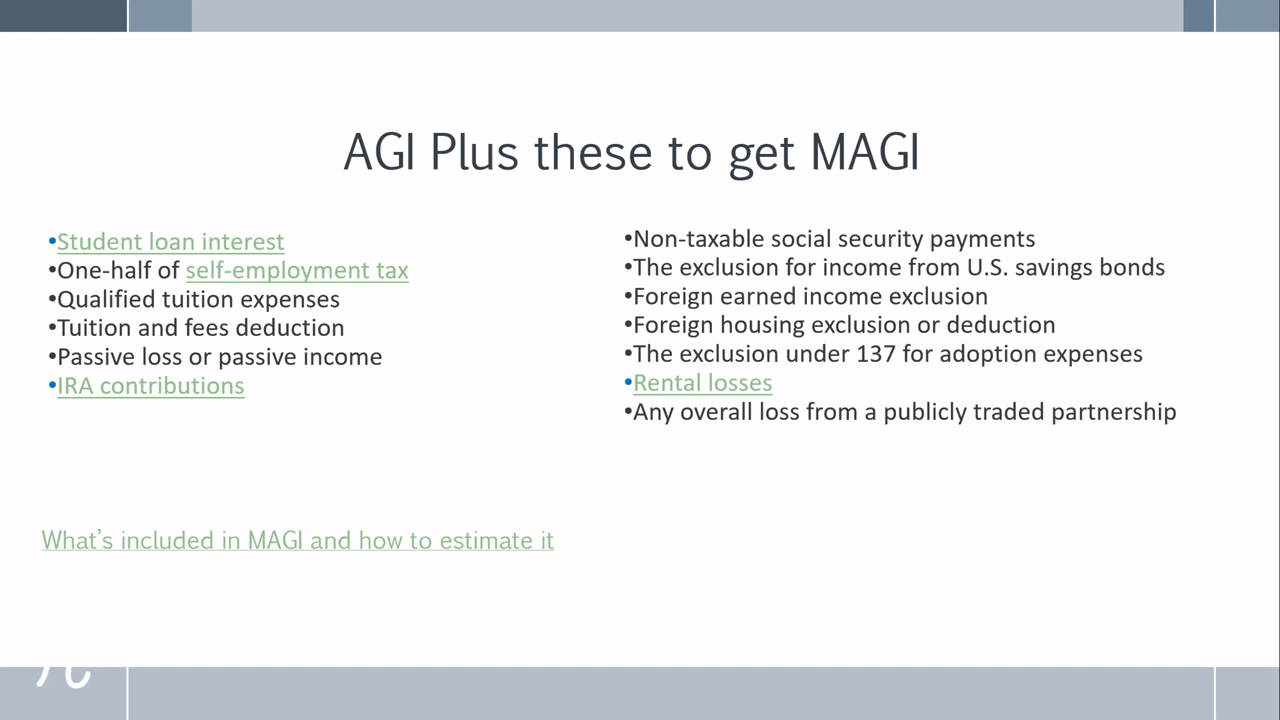 AGI Plus these to get MAGI
•Student loan interest
•One-half of self-employment tax
•Qualified tuition expenses
•Tuition and fees deduction
•Passive loss or passive income
•IRA contributions
•Non-taxable social security payments
•The exclusion for income from U.S. savings bonds
•Foreign earned income exclusion
•Foreign housing exclusion or deduction
•The exclusion under 137 for adoption expenses
•Rental losses
•Any overall loss from a publicly traded partnership
What’s included in MAGI and how to estimate it